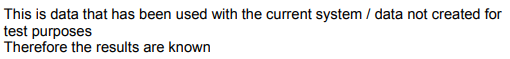 This is data that has been used with the current system / data not created for
test purposes
Therefore the results are known